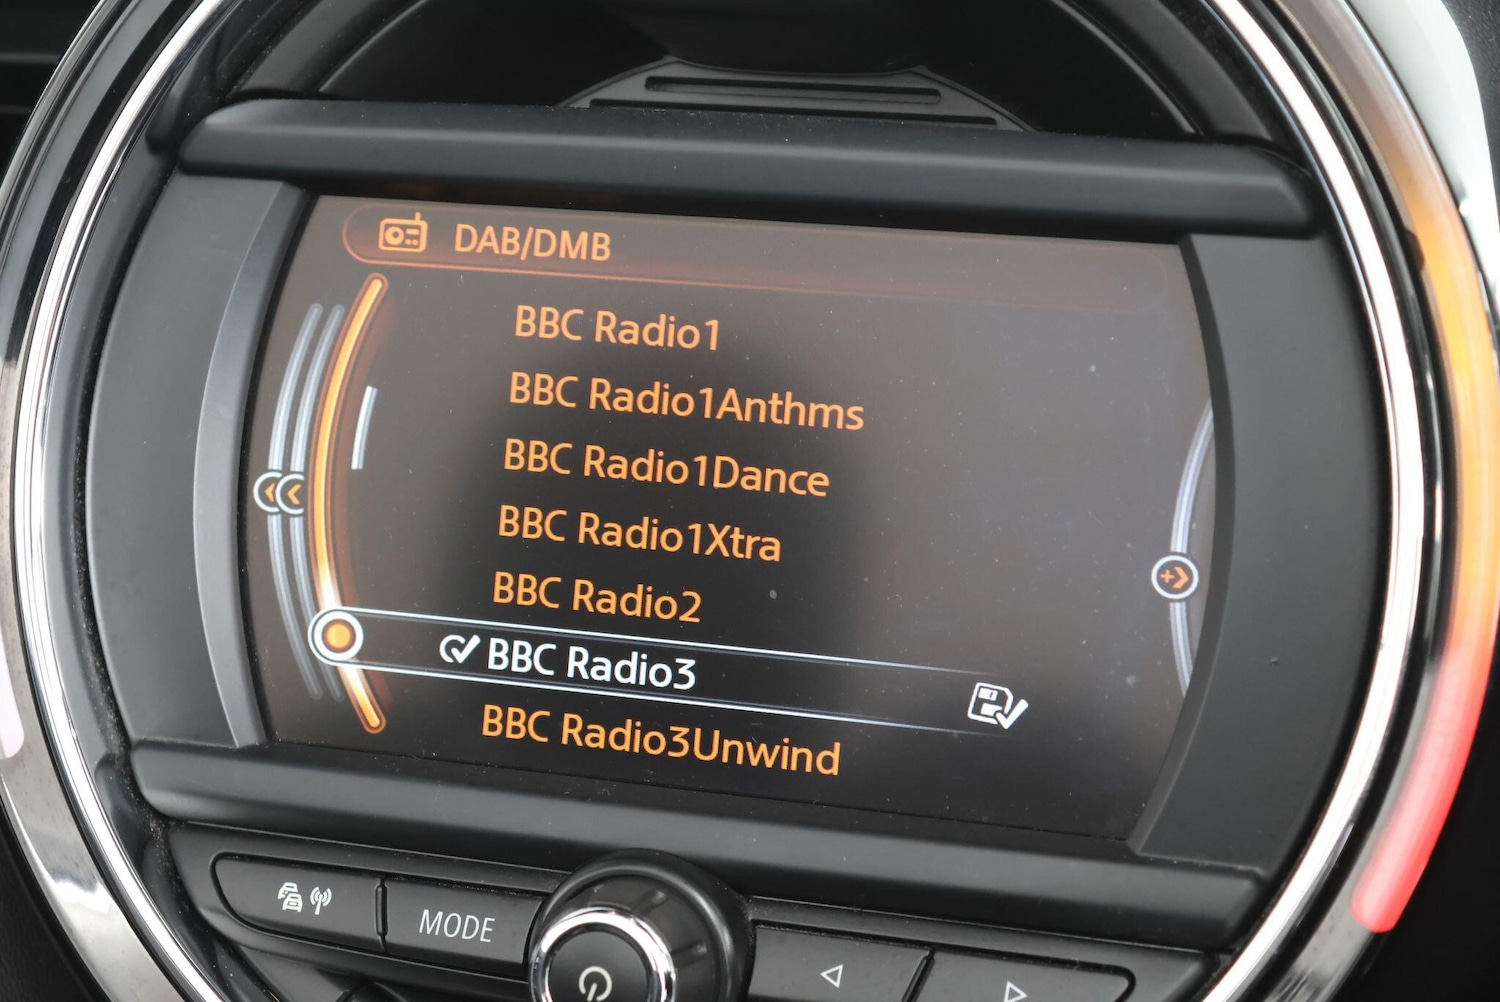 DAB/DMB
BBC Radio1
BBC Radio1Anthms
BBC Radio1Dance
BBC Radio1Xtra
BBC Radio2
BBC Radio3
BBC Radio3Unwind
MODE